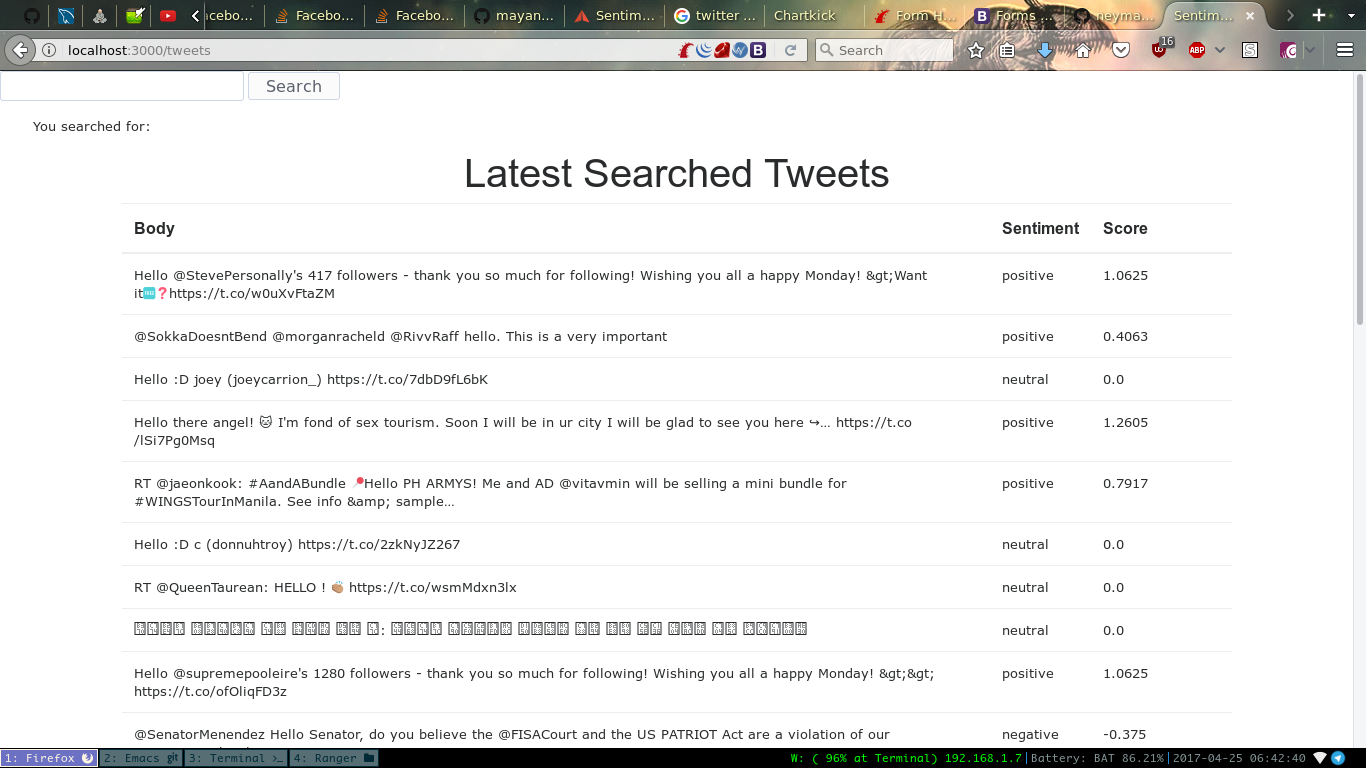 acebo…
Facebo…
Facebo…
mayan…
Sentim…
twitter …
Chartkick
Form H…
Forms …
neyma…
Sentim…
localhost:3000/tweets
Search
16
ABP
Search
You searched for:
Latest Searched Tweets
Body Sentiment Score
Hello @StevePersonally's 417 followers - thank you so much for following! Wishing you all a happy Monday! &gt;Want
it🆓❓https://t.co/w0uXvFtaZM
positive 1.0625
@SokkaDoesntBend @morganracheld @RivvRaff hello. This is a very important positive 0.4063
Hello :D joey (joeycarrion_) https://t.co/7dbD9fL6bK neutral 0.0
Hello there angel! 🐱 I'm fond of sex tourism. Soon I will be in ur city I will be glad to see you here ↪… https://t.co
/lSi7Pg0Msq
positive 1.2605
RT @jaeonkook: #AandABundle 📍Hello PH ARMYS! Me and AD @vitavmin will be selling a mini bundle for
#WINGSTourInManila. See info &amp; sample…
positive 0.7917
Hello :D c (donnuhtroy) https://t.co/2zkNyJZ267 neutral 0.0
RT @QueenTaurean: HELLO ! 👏🏽 https://t.co/wsmMdxn3lx neutral 0.0
neutral 0.0
Hello @supremepooleire's 1280 followers - thank you so much for following! Wishing you all a happy Monday! &gt;&gt;
https://t.co/ofOliqFD3z
positive 1.0625
@SenatorMenendez Hello Senator, do you believe the @FISACourt and the US PATRIOT Act are a violation of our negative -0.375
1: Firefox 2: Emacs 3: Terminal >_ 4: Ranger W: ( 96% at Terminal) 192.168.1.7|Battery: BAT 86.21%|2017-04-25 06:42:40